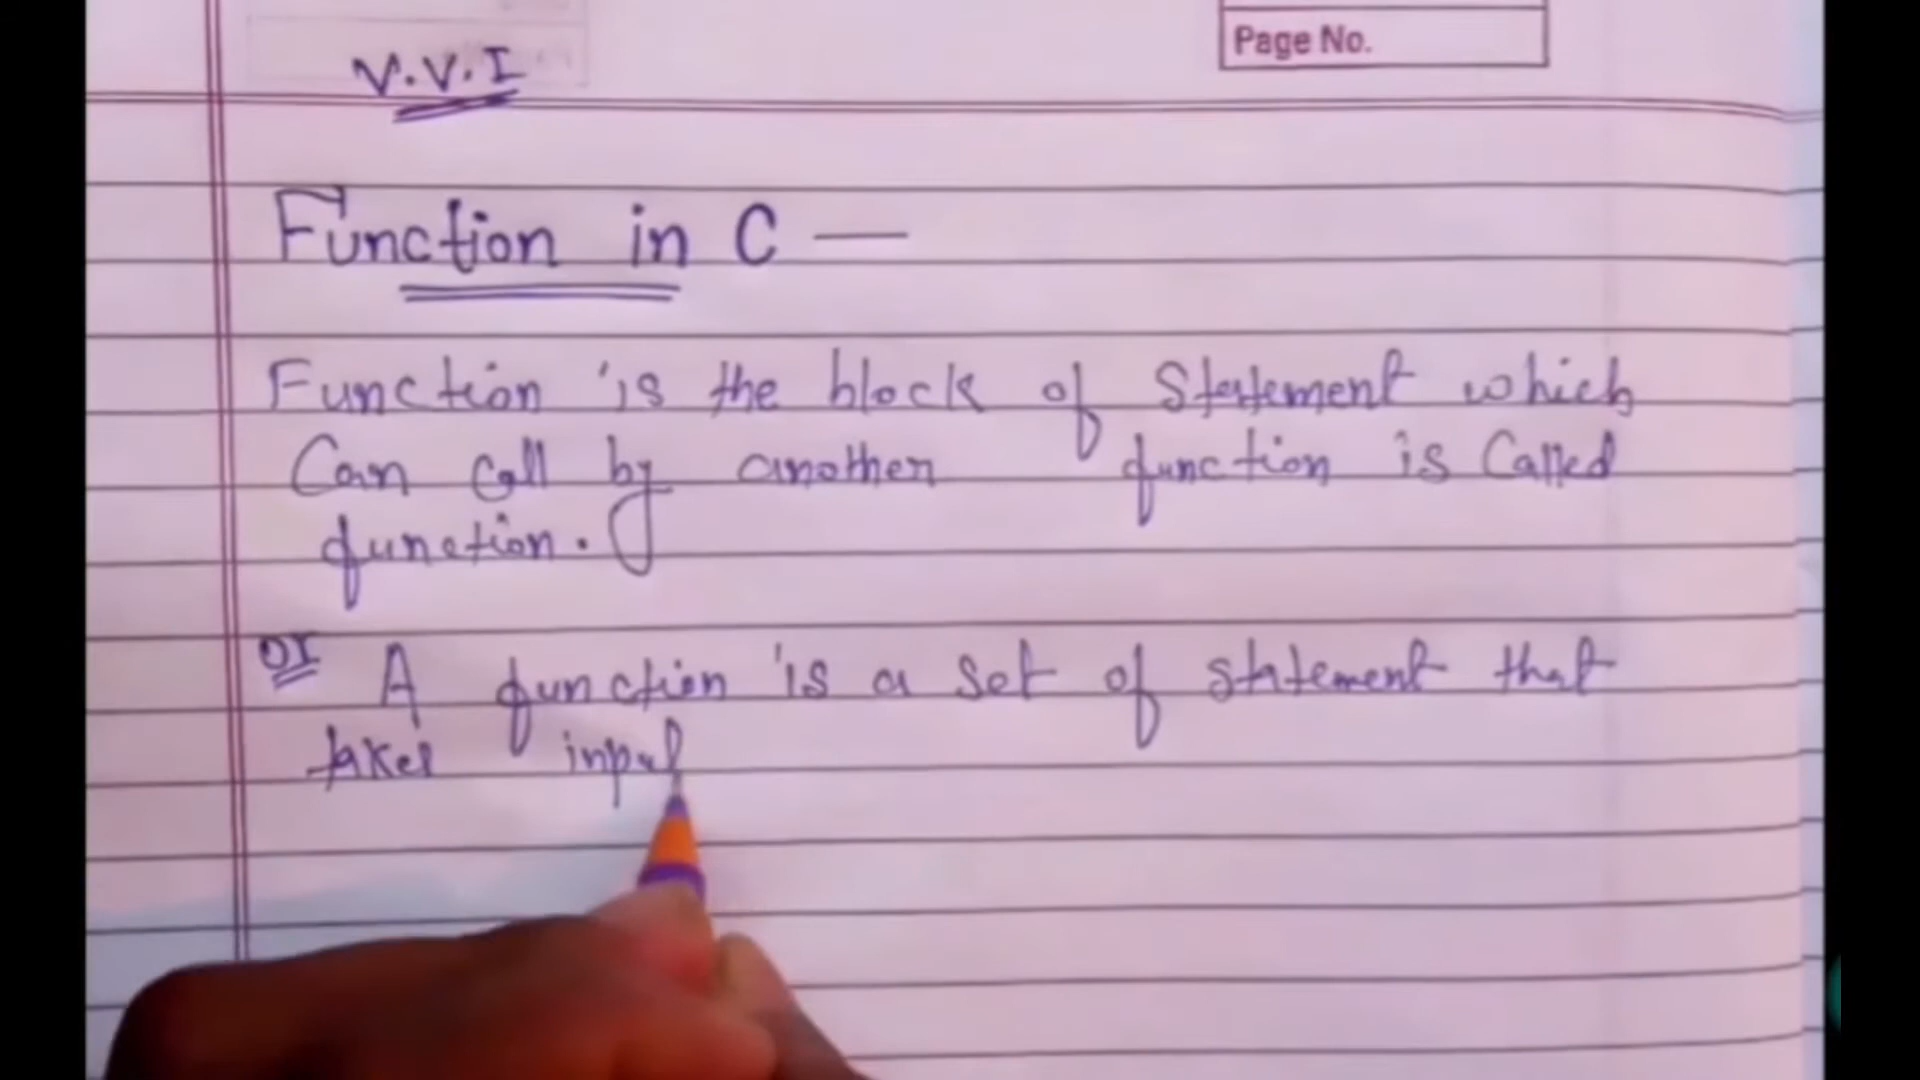 Page No.
V.V.I
Function in C —
Function is the block of Statement which
Can Call by another function is Called
function.
OR A function is a set of statement that
takes input